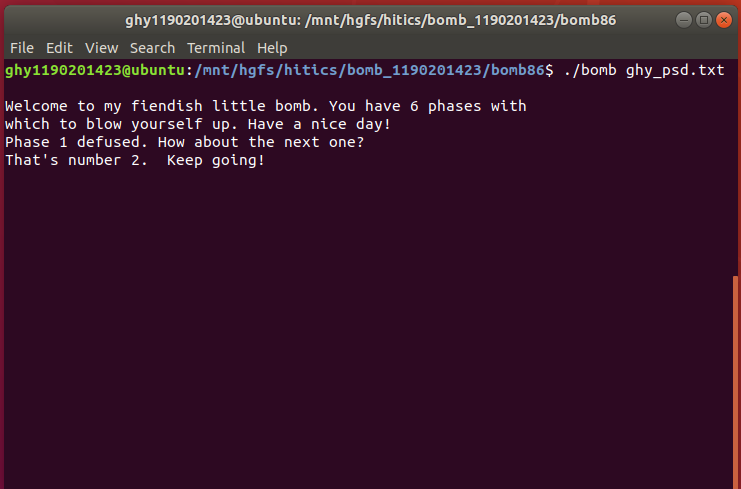 ghy1190201423@ubuntu: /mnt/hgfs/hitics/bomb_1190201423/bomb86
File Edit View Search Terminal Help
ghy1190201423@ubuntu:/mnt/hgfs/hitics/bomb_1190201423/bomb86$ ./bomb ghy_psd.txt
Welcome to my fiendish little bomb. You have 6 phases with
which to blow yourself up. Have a nice day!
Phase 1 defused. How about the next one?
That's number 2.  Keep going!